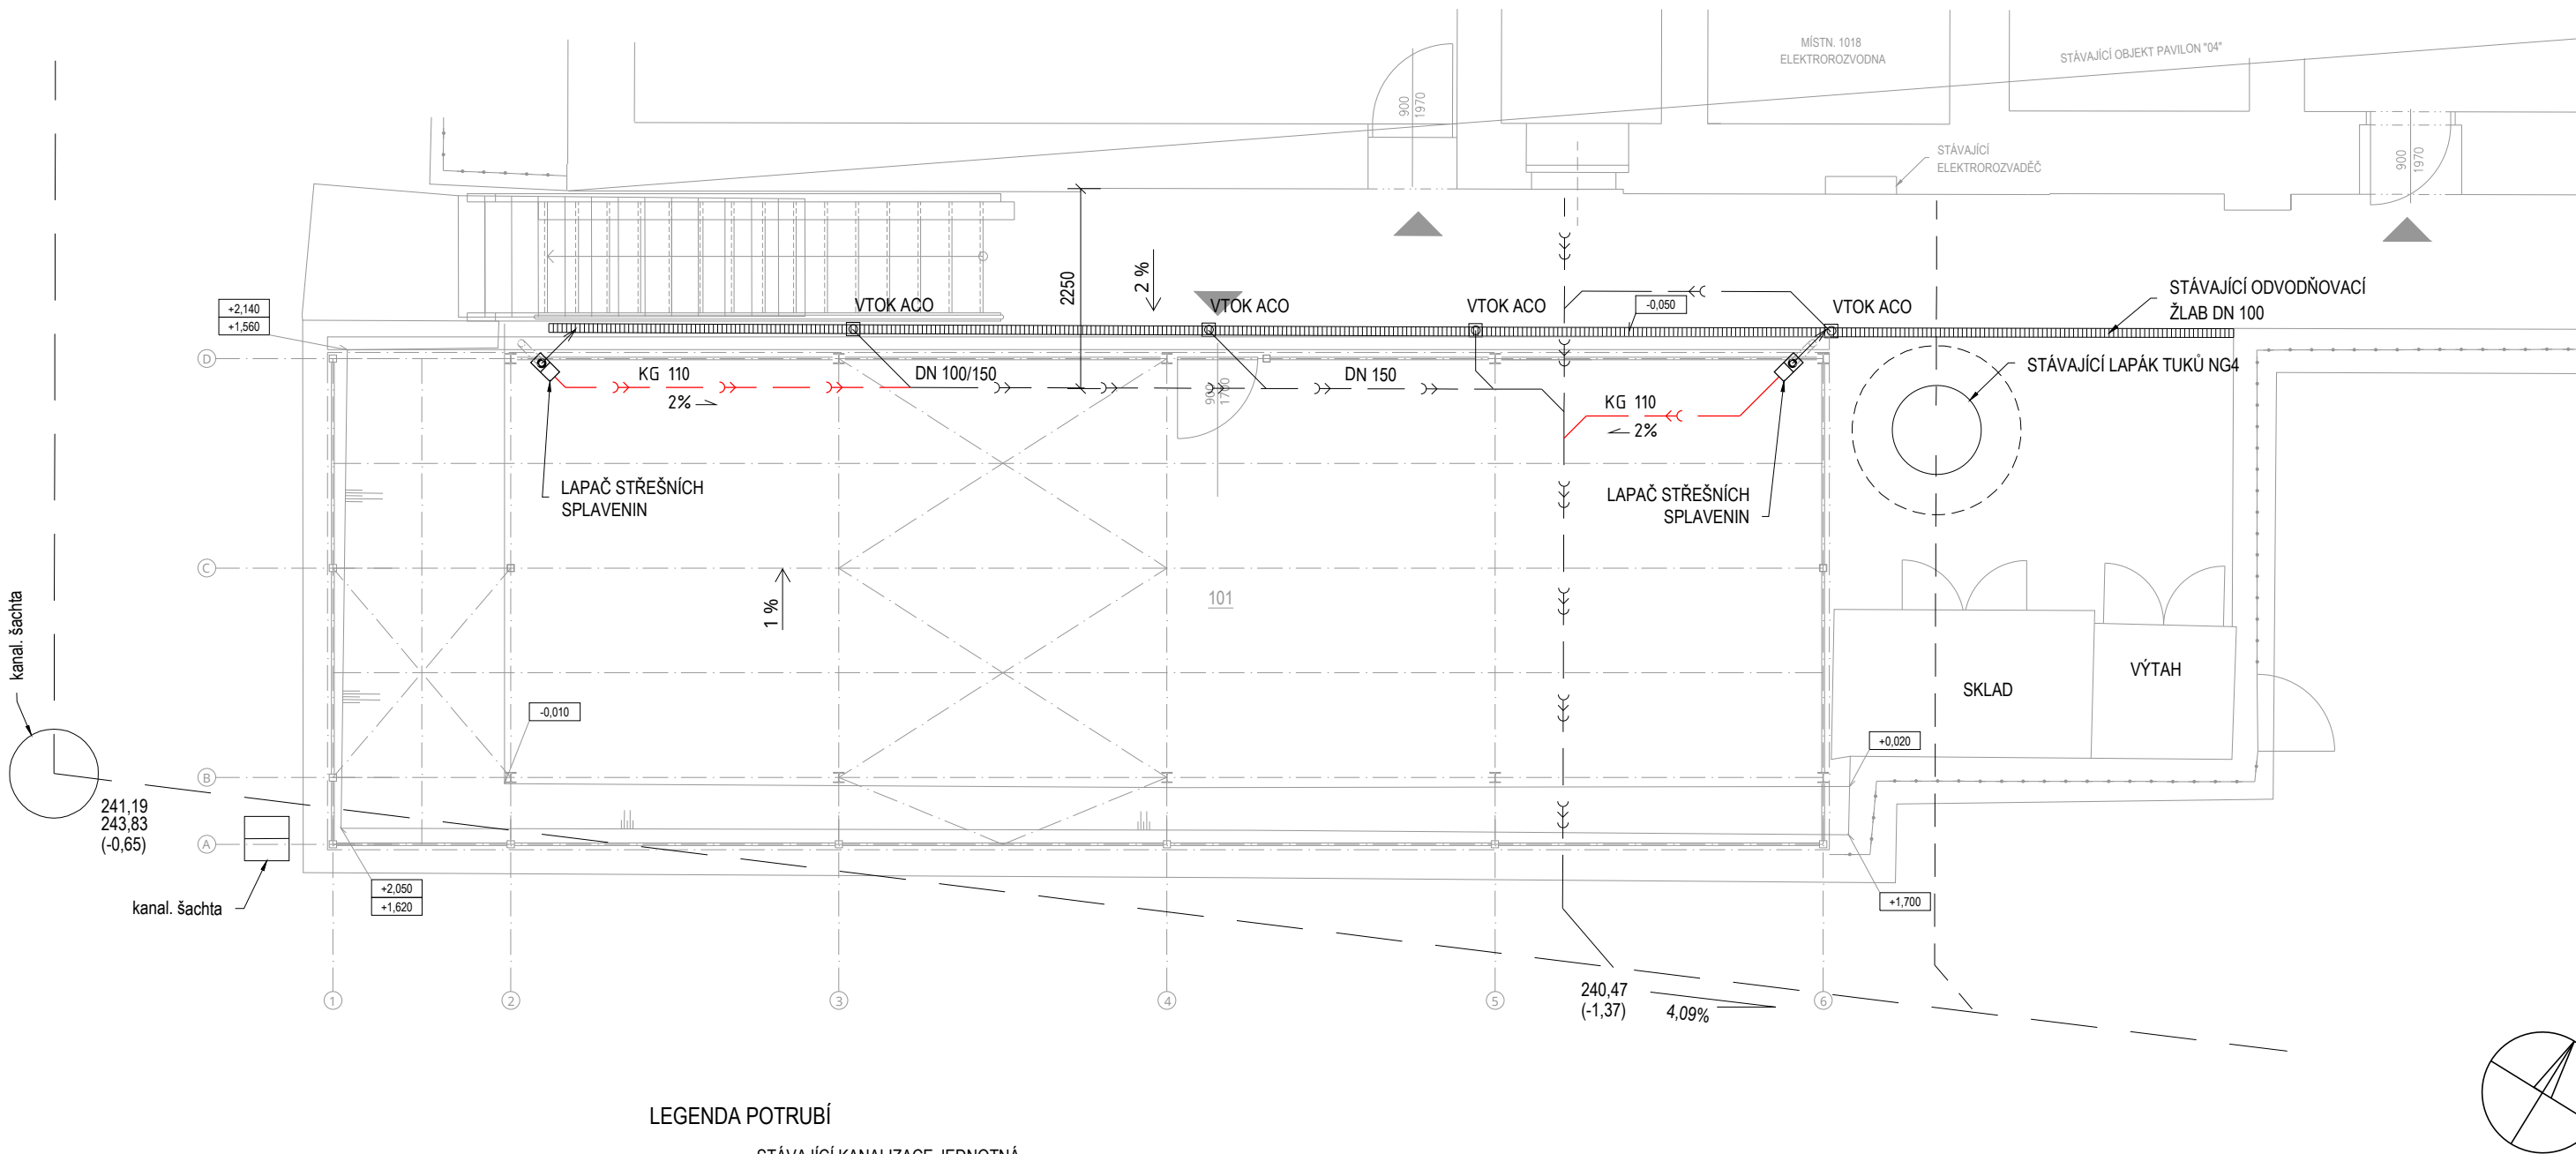 MÍSTN. 1018
ELEKTROROZVODNA
STÁVAJÍCÍ OBJEKT PAVILON "04"
900
1970
STÁVAJÍCÍ
ELEKTROROZVADĚČ
900
1970
2250
2 %
+2,140
+1,560
VTOK ACO
VTOK ACO
VTOK ACO
-0,050
VTOK ACO
STÁVAJÍCÍ ODVODŇOVACÍ
ŽLAB DN 100
D
KG 110
2%
DN 100/150
900
1700
DN 150
KG 110
2%
STÁVAJÍCÍ LAPÁK TUKŮ NG4
LAPAČ STŘEŠNÍCH
SPLAVENIN
LAPAČ STŘEŠNÍCH
SPLAVENIN
C
1 %
101
kanal. šachta
SKLAD
VÝTAH
-0,010
+0,020
B
241,19
243,83
(-0,65)
A
kanal. šachta
+2,050
+1,620
+1,700
1
2
3
4
5
6
240,47
(-1,37)
4,09%
LEGENDA POTRUBÍ
STÁVAJÍCÍ KANALIZACE JEDNOTNÁ